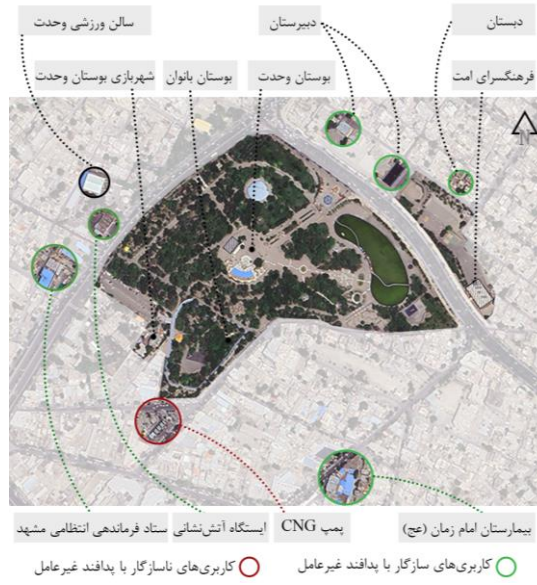 دبستان
دبیرستان
سالن ورزشی وحدت
فرهنگسرای امت
بوستان وحدت
بوستان بانوان
شهربازی بوستان وحدت
N
بیمارستان امام زمان (عج)
پمپ CNG
ایستگاه آتش‌نشانی
ستاد فرماندهی انتظامی مشهد
کاربری‌های سازگار با پدافند غیرعامل
کاربری‌های ناسازگار با پدافند غیرعامل